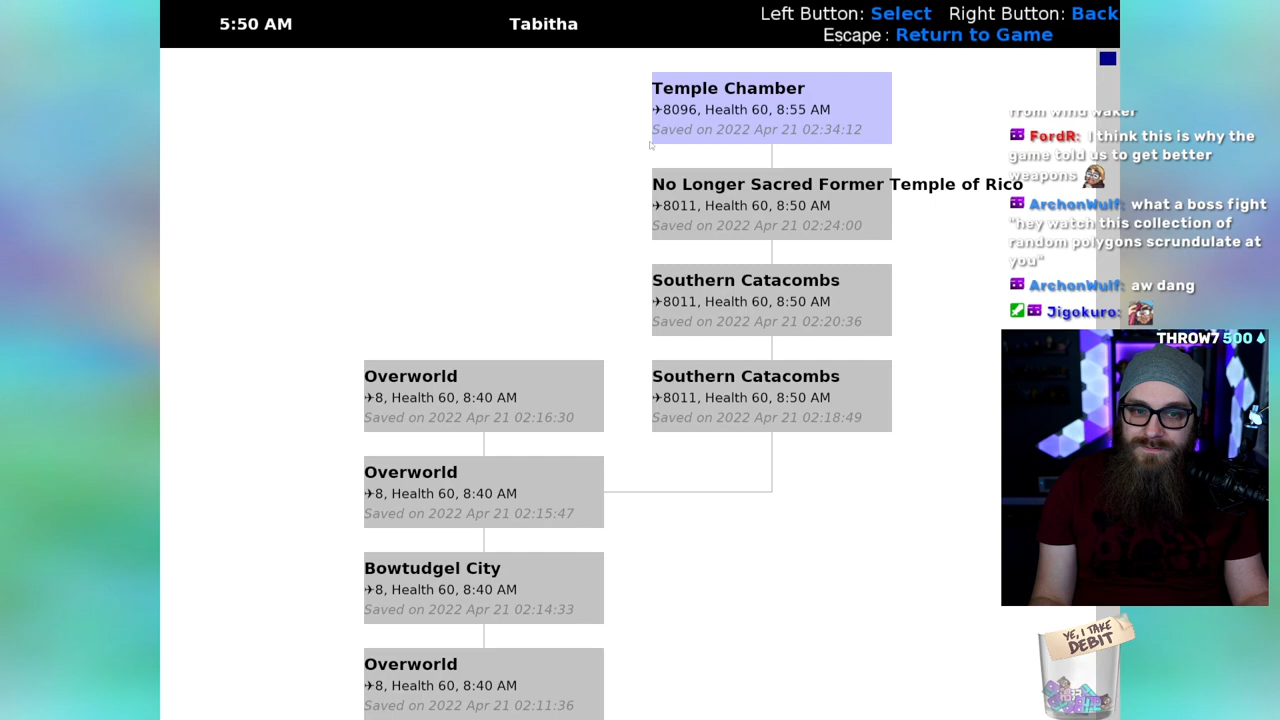 5:50 AM
Tabitha
Left Button: Select Right Button: Back
Escape : Return to Game
Temple Chamber
✈8096, Health 60, 8:55 AM
Saved on 2022 Apr 21 02:34:12
No Longer Sacred Former Temple of Rico
✈8011, Health 60, 8:50 AM
Saved on 2022 Apr 21 02:24:00
Southern Catacombs
✈8011, Health 60, 8:50 AM
Saved on 2022 Apr 21 02:20:36
Southern Catacombs
✈8011, Health 60, 8:50 AM
Saved on 2022 Apr 21 02:18:49
Overworld
✈8, Health 60, 8:40 AM
Saved on 2022 Apr 21 02:16:30
Overworld
✈8, Health 60, 8:40 AM
Saved on 2022 Apr 21 02:15:47
Bowtudgel City
✈8, Health 60, 8:40 AM
Saved on 2022 Apr 21 02:14:33
Overworld
✈8, Health 60, 8:40 AM
Saved on 2022 Apr 21 02:11:36
from wind waker
FordR: I think this is why the
game told us to get better
weapons
ArchonWulf: what a boss fight
"hey watch this collection of
random polygons scrundulate at
you"
ArchonWulf: aw dang
Jigokuro:
THROW7 500
YE, I TAKE
DEBIT